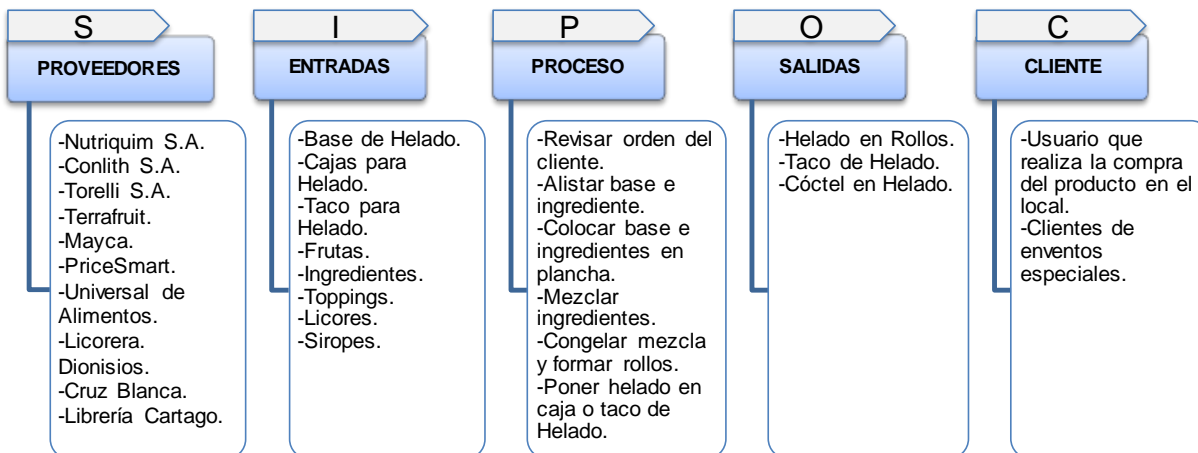 S
PROVEEDORES
-Nutriquim S.A.
-Conlith S.A.
-Torelli S.A.
-Terrafruit.
-Mayca.
-PriceSmart.
-Universal de
Alimentos.
-Licorera.
Dionisios.
-Cruz Blanca.
-Librería Cartago.
I
ENTRADAS
-Base de Helado.
-Cajas para
Helado.
-Taco para
Helado.
-Frutas.
-Ingredientes.
-Toppings.
-Licores.
-Siropes.
P
PROCESO
-Revisar orden del
cliente.
-Alistar base e
ingrediente.
-Colocar base e
ingredientes en
plancha.
-Mezclar
ingredientes.
-Congelar mezcla
y formar rollos.
-Poner helado en
caja o taco de
Helado.
O
SALIDAS
-Helado en Rollos.
-Taco de Helado.
-Cóctel en Helado.
C
CLIENTE
-Usuario que
realiza la compra
del producto en el
local.
-Clientes de
enventos
especiales.